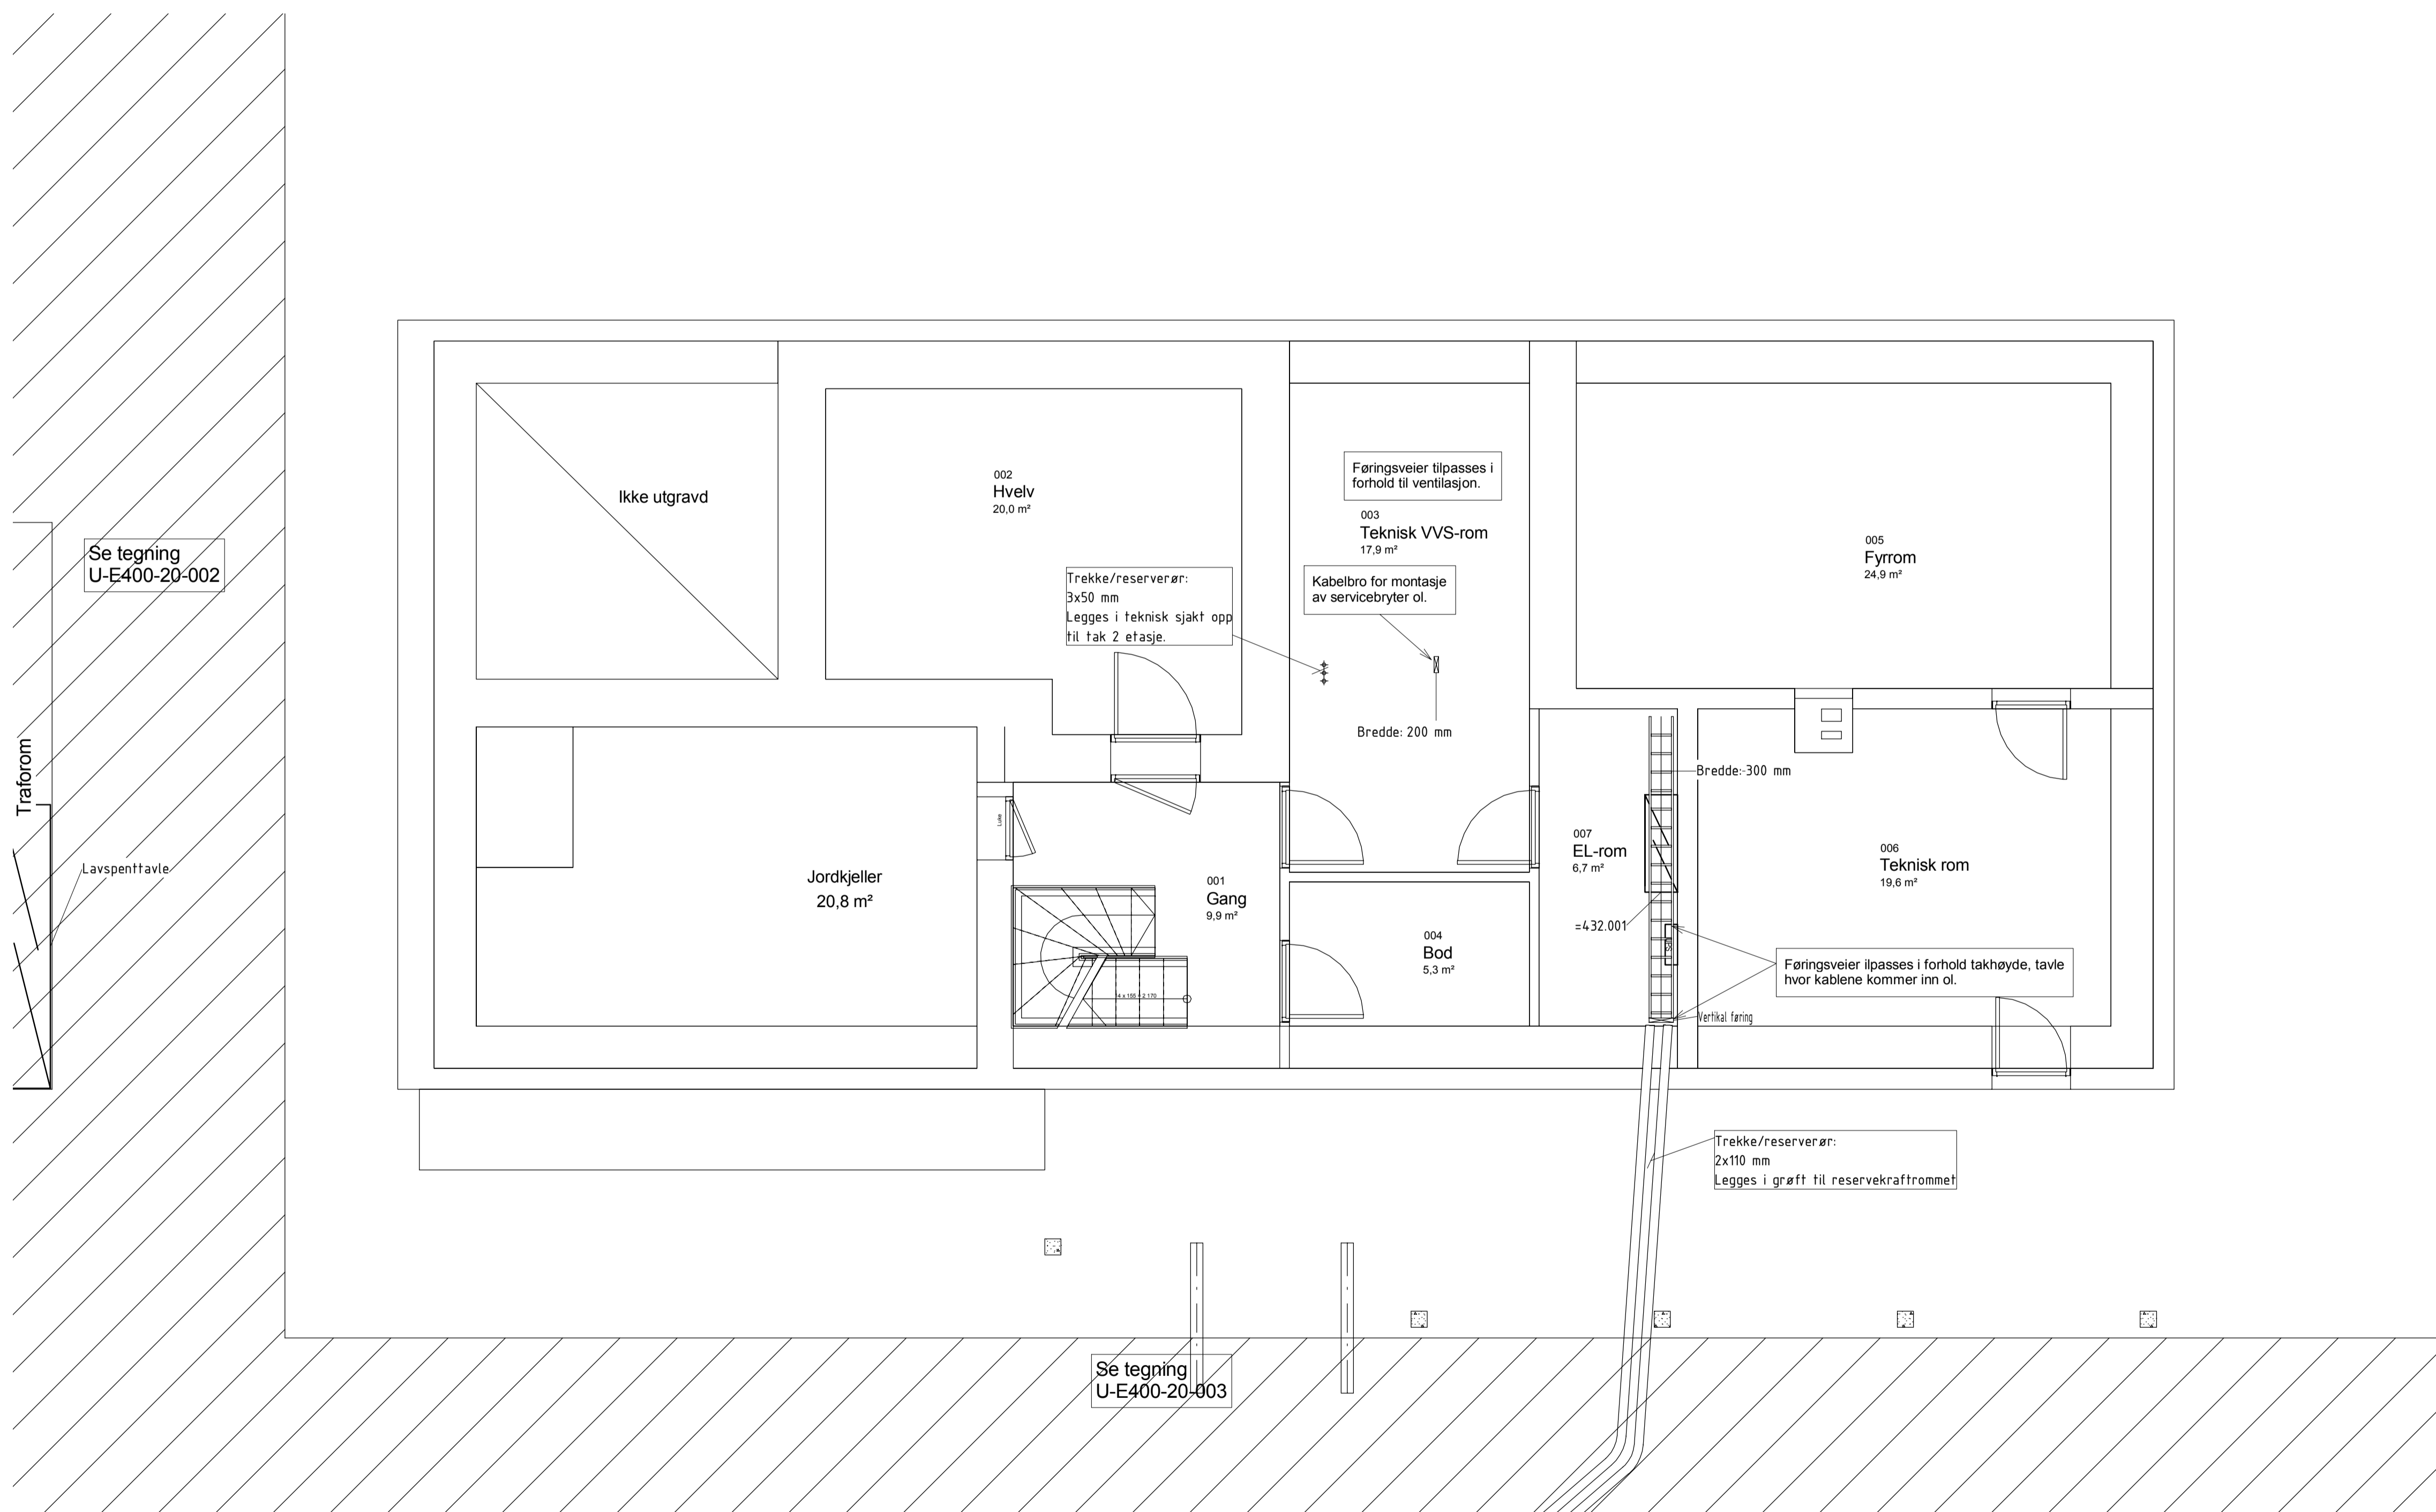 Ikke utgravd
002
Hvelv
20,0 m²
Føringsveier tilpasses i
forhold til ventilasjon.
003
Teknisk VVS-rom
17,9 m²
005
Fyrrom
24,9 m²
Se tegning
U-E400-20-002
Trekke/reserverør:
3x50 mm
Legges i teknisk sjakt opp
til tak 2 etasje.
Kabelbro for montasje
av servicebryter ol.
Bredde: 200 mm
Bredde: 300 mm
Traforom
Lavspenttavle
Luke
Jordkjeller
20,8 m²
001
Gang
9,9 m²
007
EL-rom
6,7 m²
006
Teknisk rom
19,6 m²
=432.001
004
Bod
5,3 m²
Føringsveier ilpasses i forhold takhøyde, tavle
hvor kablene kommer inn ol.
14 x 155 = 2 170
Vertikal føring
Trekke/reserverør:
2x110 mm
Legges i grøft til reservekraftrommet
Se tegning
U-E400-20-003